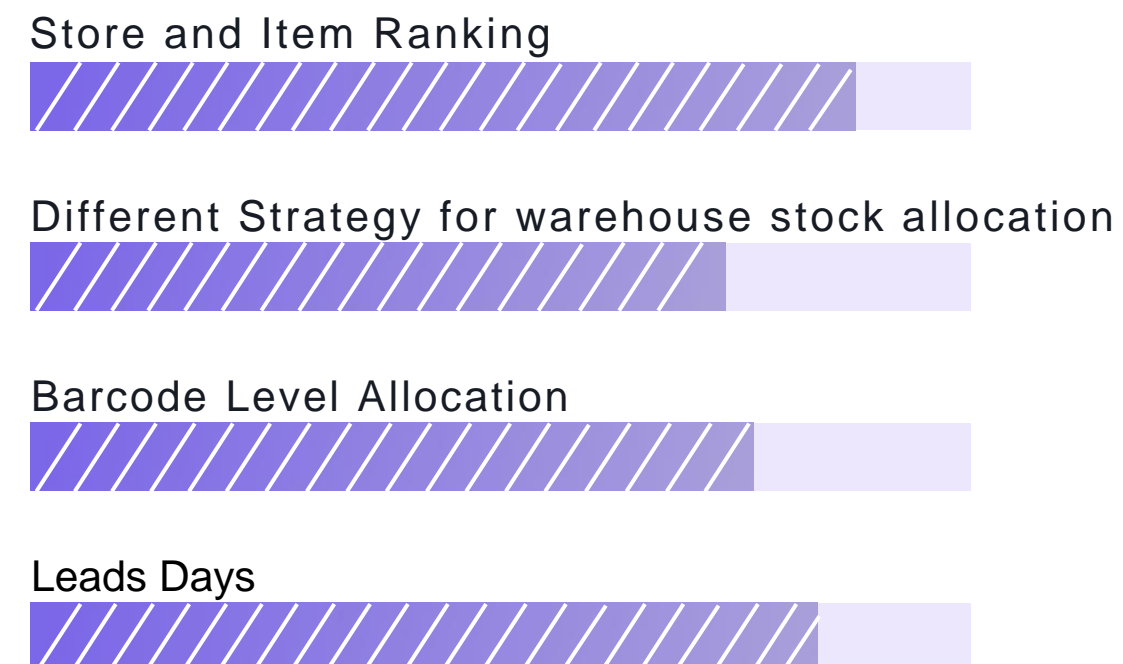 Store and Item Ranking
Different Strategy for warehouse stock allocation
Barcode Level Allocation
Leads Days